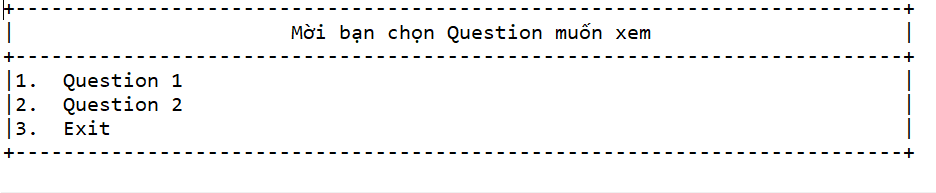 +--------------------------------------------------------------------------+
|                       Mời bạn chọn Question muốn xem                     |
+--------------------------------------------------------------------------+
|1.  Question 1                                                            |
|2.  Question 2                                                            |
|3.  Exit                                                                  |
+--------------------------------------------------------------------------+